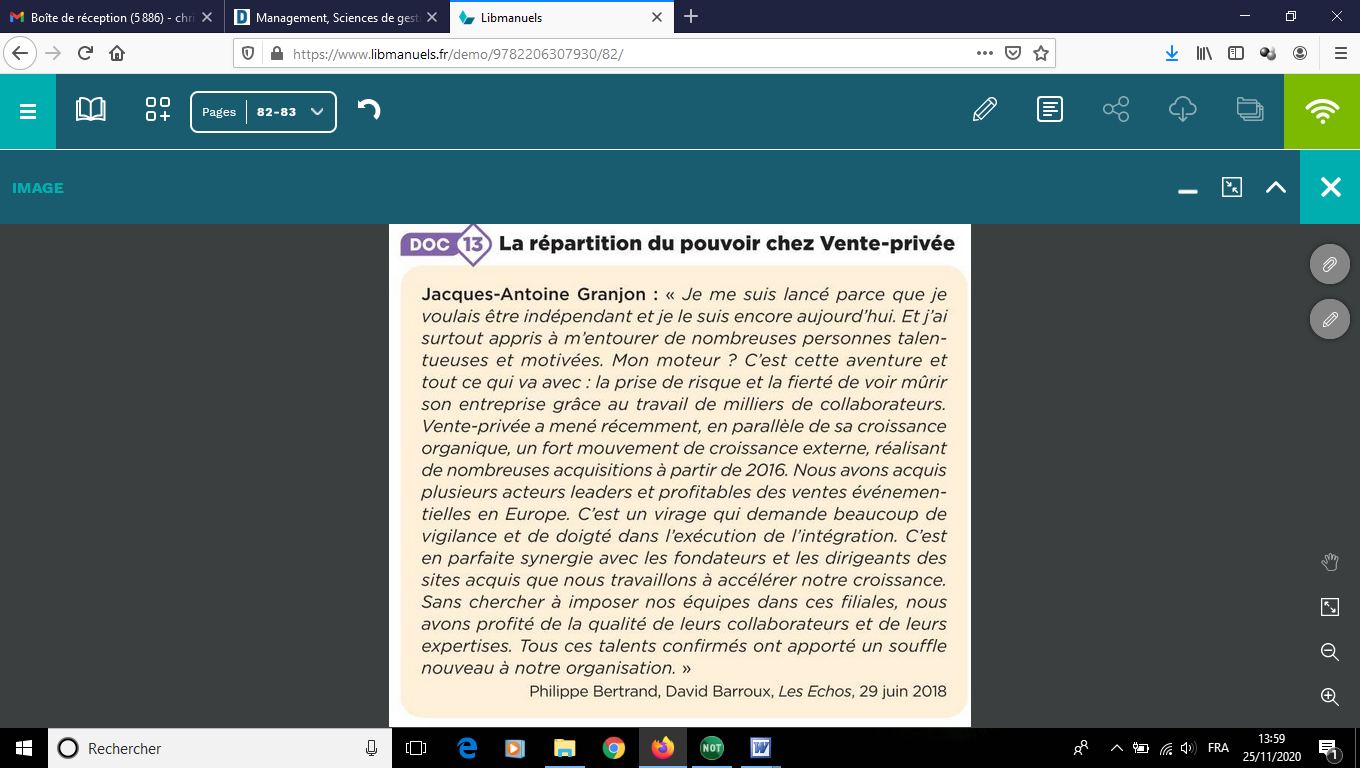 Boîte de réception (5 886) - chri
Management, Sciences de gest
Libmanuels
https://www.libmanuels.fr/demo/9782206307930/82/
Pages 82-83
IMAGE
DOC 13 La répartition du pouvoir chez Vente-privée
Jacques-Antoine Granjon : « Je me suis lancé parce que je
voulais être indépendant et je le suis encore aujourd'hui. Et j'ai
surtout appris à m'entourer de nombreuses personnes talen-
tueuses et motivées. Mon moteur ? C'est cette aventure et
tout ce qui va avec : la prise de risque et la fierté de voir mûrir
son entreprise grâce au travail de milliers de collaborateurs.
Vente-privée a mené récemment, en parallèle de sa croissance
organique, un fort mouvement de croissance externe, réalisant
de nombreuses acquisitions à partir de 2016. Nous avons acquis
plusieurs acteurs leaders et profitables des ventes événemen-
tielles en Europe. C'est un virage qui demande beaucoup de
vigilance et de doigté dans l'exécution de l'intégration. C'est
en parfaite synergie avec les fondateurs et les dirigeants des
sites acquis que nous travaillons à accélérer notre croissance.
Sans chercher à imposer nos équipes dans ces filiales, nous
avons profité de la qualité de leurs collaborateurs et de leurs
expertises. Tous ces talents confirmés ont apporté un souffle
nouveau à notre organisation. »
Philippe Bertrand, David Barroux, Les Echos, 29 juin 2018
Rechercher
NOT
FRA
13:59
25/11/2020
1